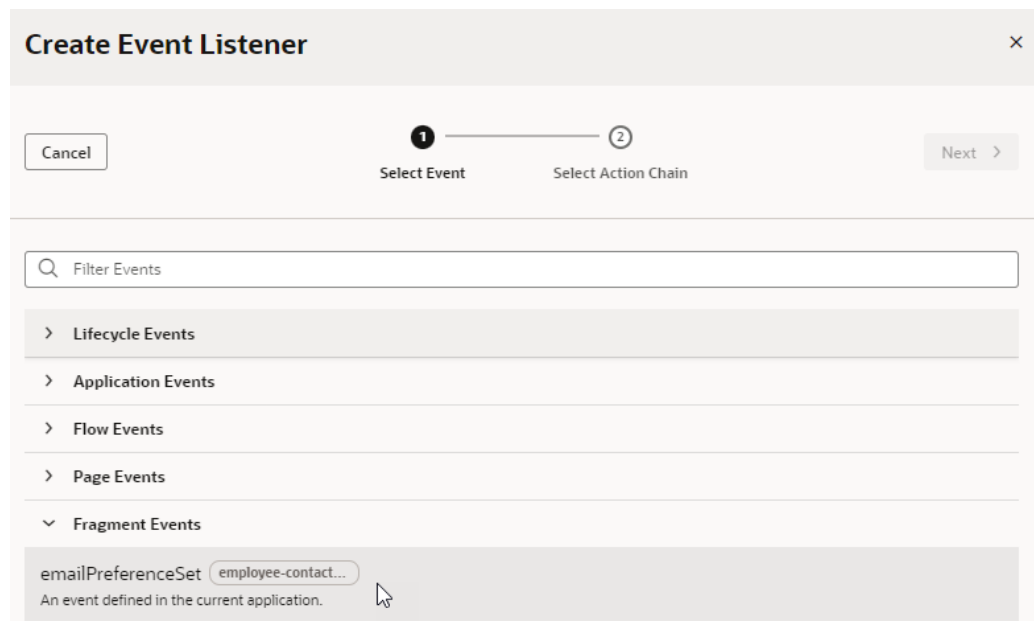 Create Event Listener
Cancel
1
2
Next
Select Event
Select Action Chain
Filter Events
Lifecycle Events
Application Events
Flow Events
Page Events
Fragment Events
emailPreferenceSet employee-contact...
An event defined in the current application.